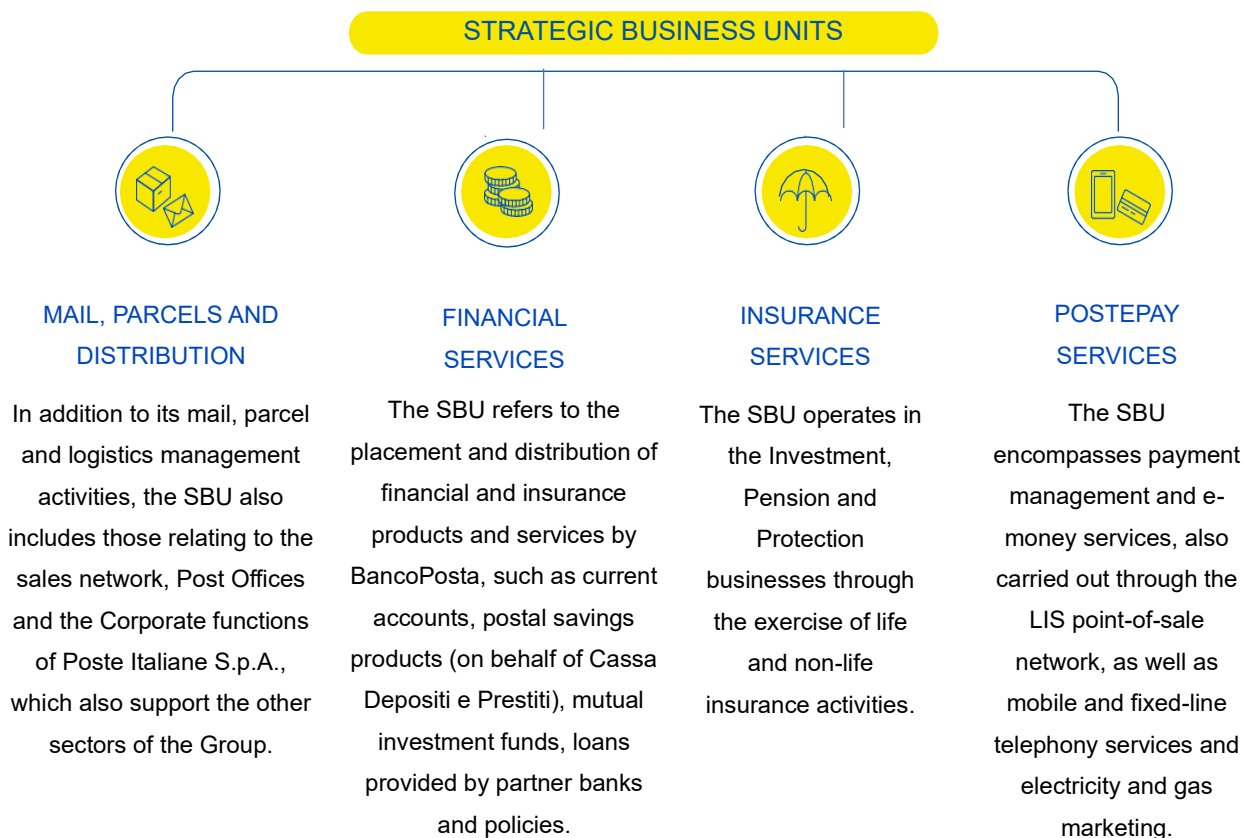 STRATEGIC BUSINESS UNITS
MAIL, PARCELS AND
DISTRIBUTION
In addition to its mail, parcel
and logistics management
activities, the SBU also
includes those relating to the
sales network, Post Offices
and the Corporate functions
of Poste Italiane S.p.A.,
which also support the other
sectors of the Group.
FINANCIAL
SERVICES
The SBU refers to the
placement and distribution of
financial and insurance
products and services by
BancoPosta, such as current
accounts, postal savings
products (on behalf of Cassa
Depositi e Prestiti), mutual
investment funds, loans
provided by partner banks
and policies.
INSURANCE
SERVICES
The SBU operates in
the Investment,
Pension and
Protection
businesses through
the exercise of life
and non-life
insurance activities.
POSTEPAY
SERVICES
The SBU
encompasses payment
management and e-
money services, also
carried out through the
LIS point-of-sale
network, as well as
mobile and fixed-line
telephony services and
electricity and gas
marketing.